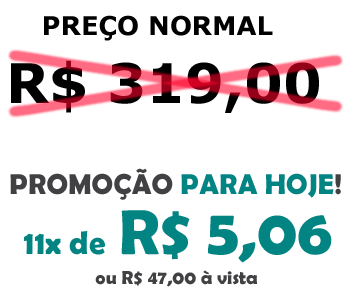 PREÇO NORMAL
R$ 319,00
PROMOÇÃO PARA HOJE!
11x de R$ 5,06
ou R$ 47,00 à vista